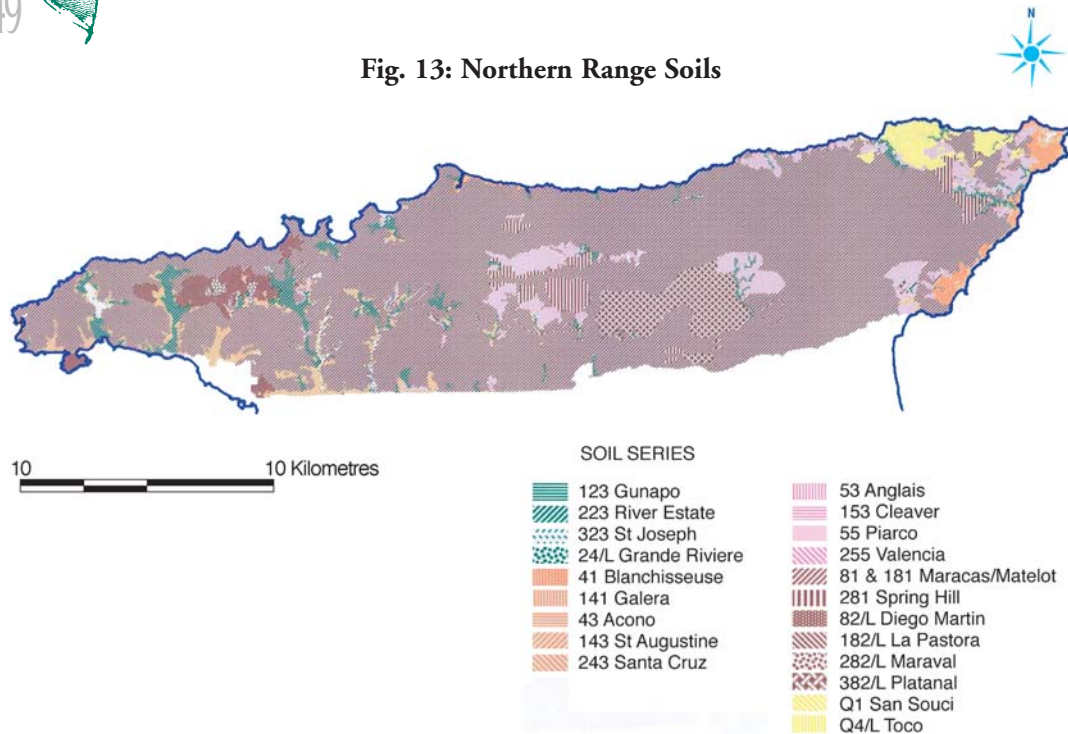 49
N
Fig. 13: Northern Range Soils
10 10 Kilometres
SOIL SERIES
123 Gunapo
223 River Estate
323 St Joseph
24/L Grande Riviere
41 Blanchisseuse
141 Galera
43 Acono
143 St Augustine
243 Santa Cruz
53 Anglais
153 Cleaver
55 Piarco
255 Valencia
81 & 181 Maracas/Matelot
281 Spring Hill
82/L Diego Martin
182/L La Pastora
282/L Maraval
382/L Platanal
Q1 San Souci
Q4/L Toco